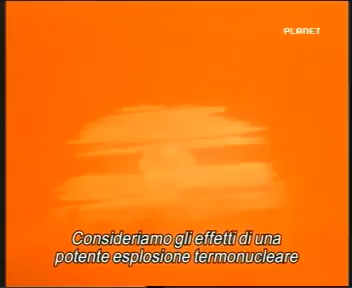 PLANET
Consideriamo gli effetti di una
potente esplosione termonucleare